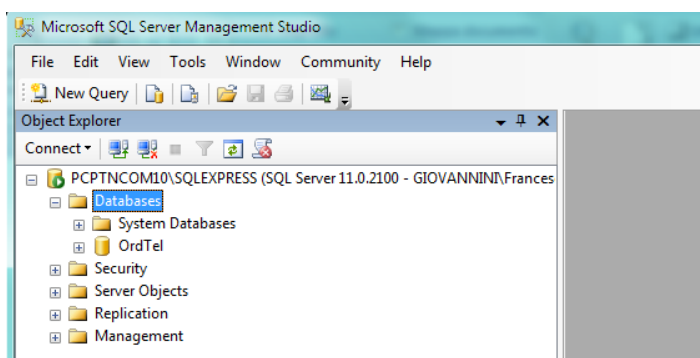 Microsoft SQL Server Management Studio
File Edit View Tools Window Community Help
New Query
Object Explorer
Connect
PCPTNCOM10\SQLEXPRESS (SQL Server 11.0.2100 - GIOVANNINI\Frances
Databases
System Databases
OrdTel
Security
Server Objects
Replication
Management